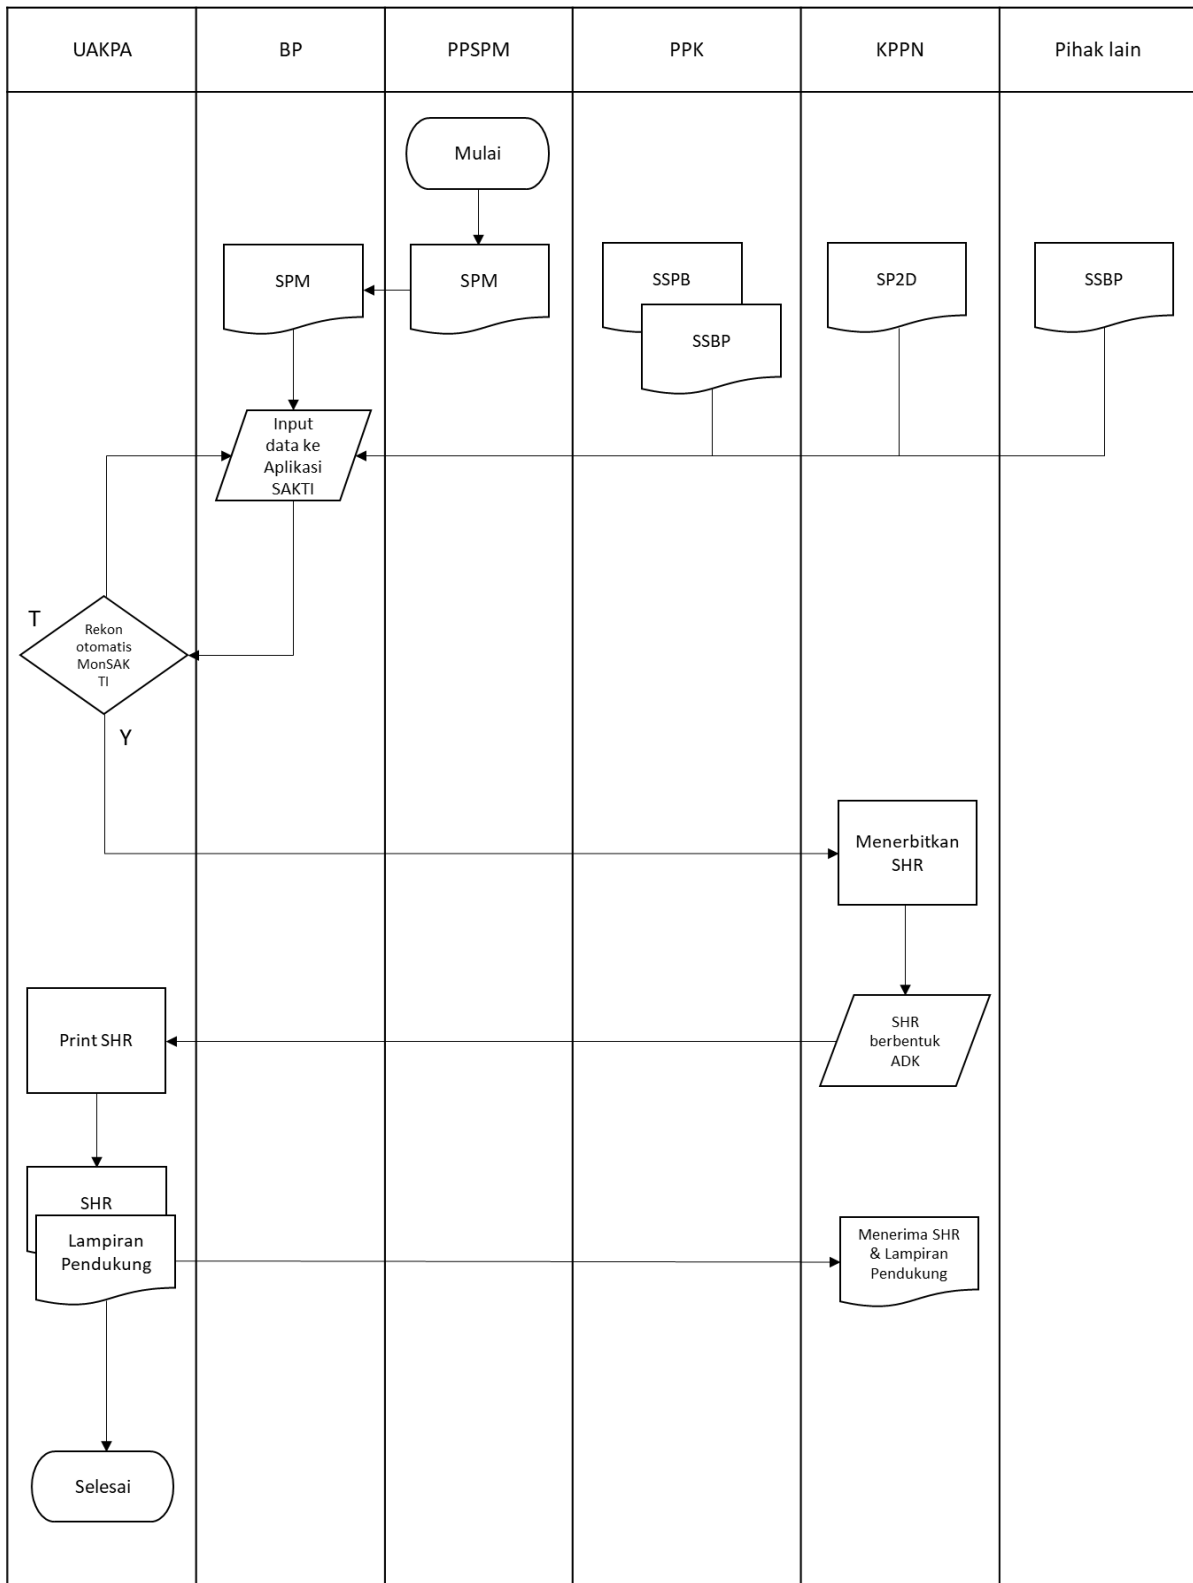 UAKPA
BP
PPSPM
PPK
KPPN
Pihak lain
Mulai
SPM
SPM
SSPB
SSBP
SP2D
SSBP
Input
data ke
Aplikasi
SAKTI
T
Rekon
otomatis
MonSAK
TI
Y
Menerbitkan
SHR
SHR
berbentuk
ADK
Print SHR
SHR
Lampiran
Pendukung
Menerima SHR
& Lampiran
Pendukung
Selesai